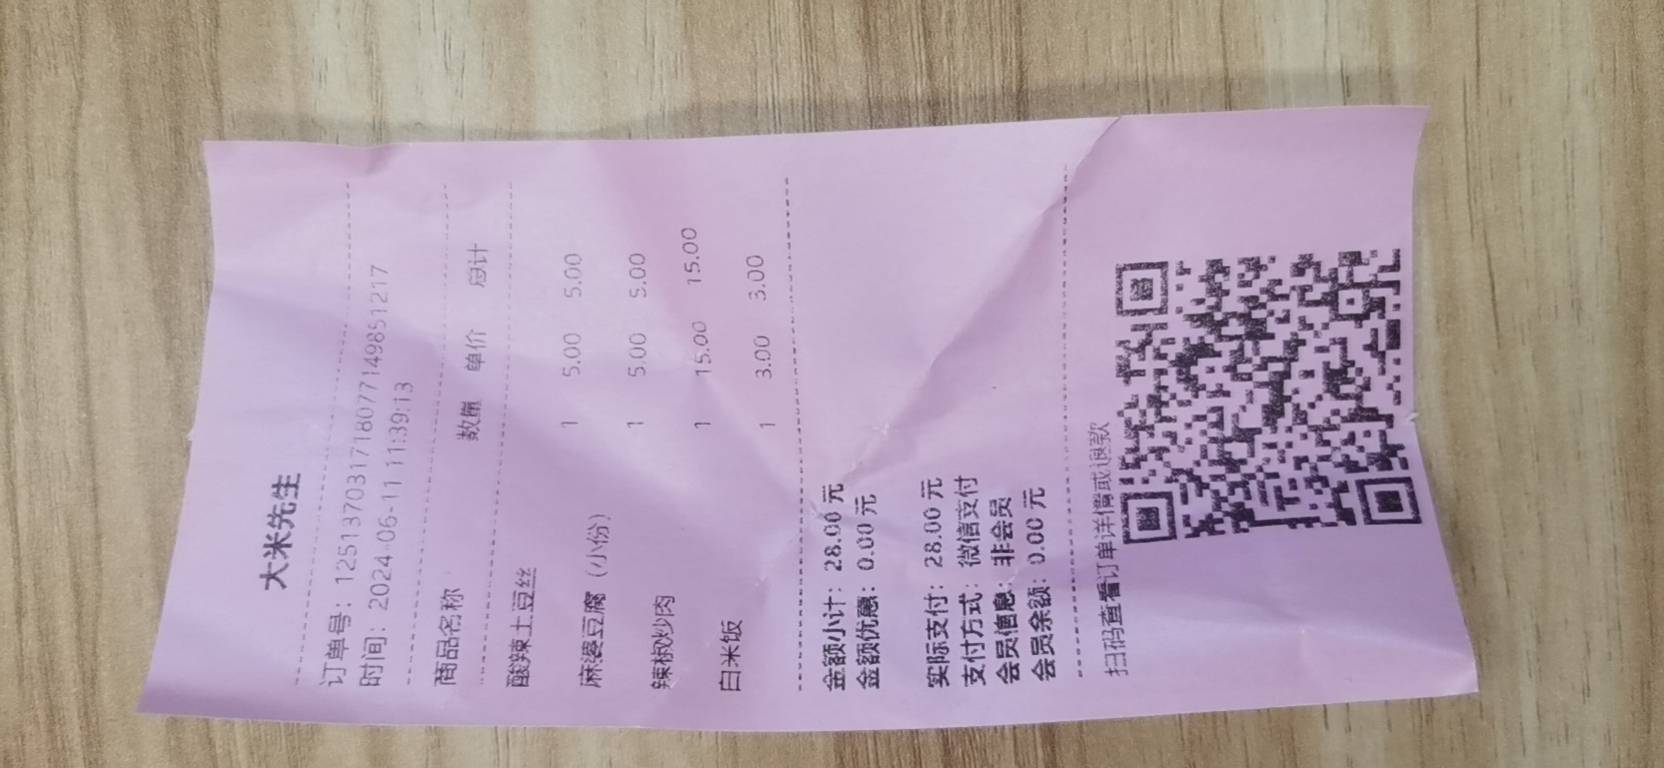 大米先生
订单号：1251370317180771498512​17
时间：2024-06-11 11:39:13
商品名称 数量 单价 总计
酸辣土豆丝
1 5.00 5.00
麻婆豆腐（小份）
1 5.00 5.00
辣椒炒肉
1 15.00 15.00
白米饭
1 3.00 3.00
金额小计：28.00 元
金额优惠：0.00 元
实际支付：28.00 元
支付方式：微信支付
会员信息：非会员
会员余额：0.00 元
扫码查看订单详情或退款